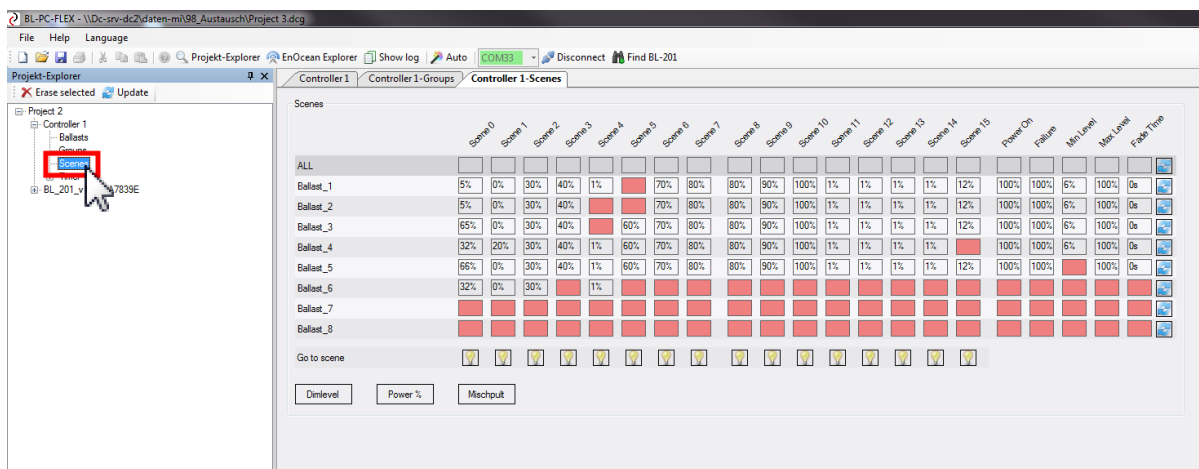 BL-PC-FLEX - \\Dc-srv-dc2\daten-mi\98_Austausch\Project 3.dcg
File Help Language
Projekt-Explorer EnOcean Explorer Show log Auto COM33 Disconnect Find BL-201
Projekt-Explorer
Erase selected Update
Project 2
Controller 1
Ballasts
Groups
Scenes
Timer
BL_201_v 7839E
Controller 1 Controller 1-Groups Controller 1-Scenes
Scenes
Scene 0 Scene 1 Scene 2 Scene 3 Scene 4 Scene 5 Scene 6 Scene 7 Scene 8 Scene 9 Scene 10 Scene 11 Scene 12 Scene 13 Scene 14 Scene 15 Power On Failure Min Level Max Level Fade Time
ALL
Ballast_1 5% 0% 30% 40% 1% 70% 80% 80% 90% 100% 1% 1% 1% 1% 12% 100% 100% 6% 100% 0s
Ballast_2 5% 0% 30% 40% 70% 80% 80% 90% 100% 1% 1% 1% 1% 12% 100% 100% 6% 100% 0s
Ballast_3 65% 0% 30% 40% 60% 70% 80% 80% 90% 100% 1% 1% 1% 1% 12% 100% 100% 6% 100% 0s
Ballast_4 32% 20% 30% 40% 1% 60% 70% 80% 80% 90% 100% 1% 1% 1% 1% 100% 100% 6% 100% 0s
Ballast_5 66% 0% 30% 40% 1% 60% 70% 80% 80% 90% 100% 1% 1% 1% 1% 12% 100% 100% 100% 0s
Ballast_6 32% 0% 30% 1%
Ballast_7
Ballast_8
Go to scene
Dimlevel Power % Mischpult